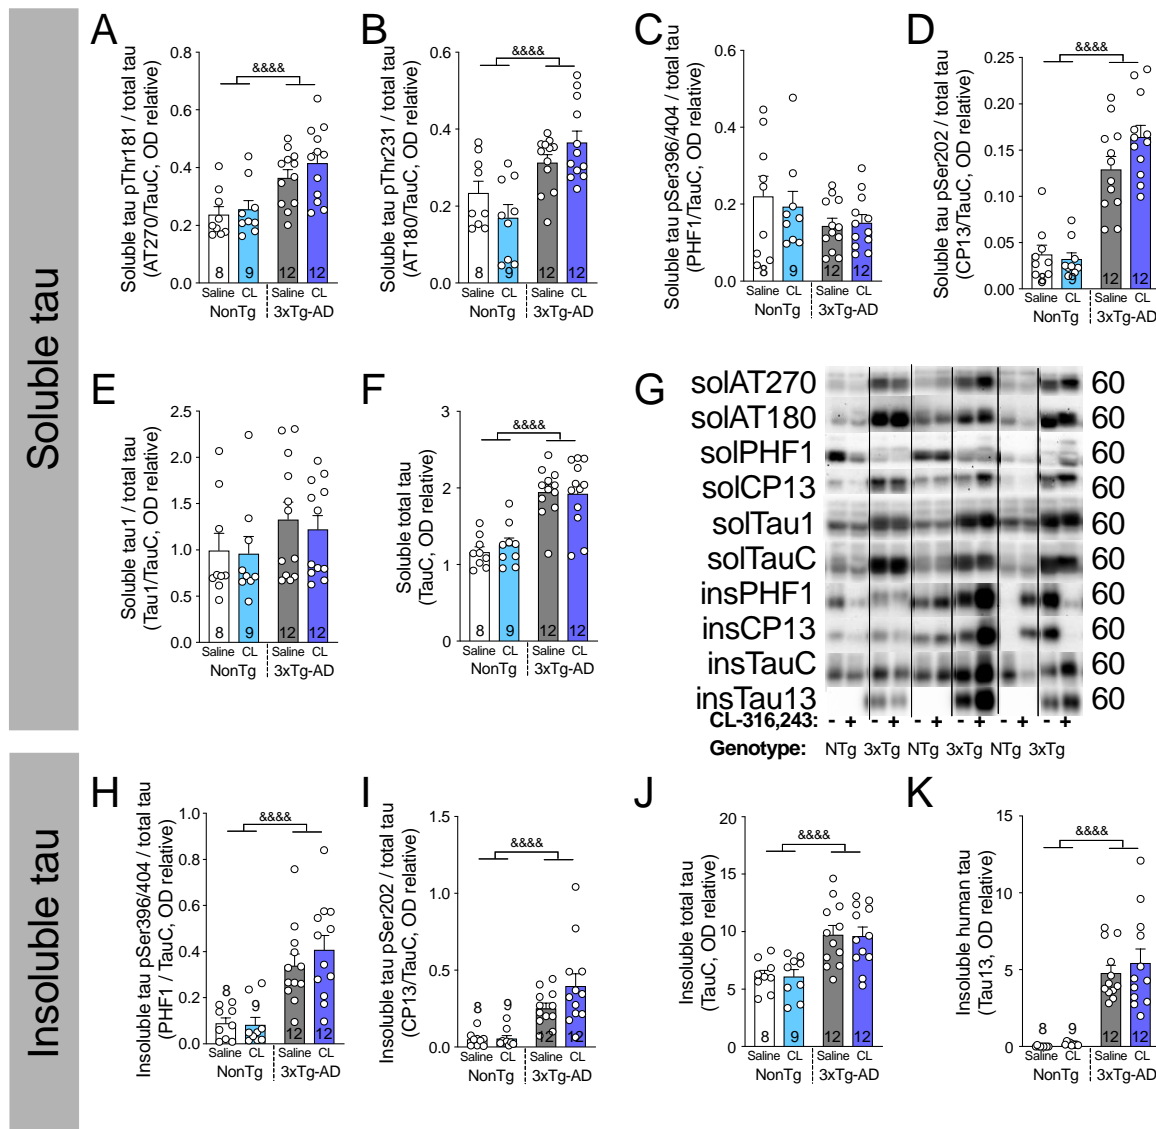 Soluble tau
A
Soluble tau pThr181 / total tau
(AT270/TauC, OD relative)
0.8
0.6
0.4
0.2
0.0
&&&&
8
9
12
12
Saline
CL
Saline
CL
NonTg
3xTg-AD
B
Soluble tau pThr231 / total tau
(AT180/TauC, OD relative)
0.6
0.4
0.2
0.0
&&&&
8
9
12
12
Saline
CL
Saline
CL
NonTg
3xTg-AD
C
Soluble tau pSer396/404 / total tau
(PHF1/TauC, OD relative)
0.6
0.4
0.2
0.0
8
9
12
12
Saline
CL
Saline
CL
NonTg
3xTg-AD
D
Soluble tau pSer202 / total tau
(CP13/TauC, OD relative)
0.25
0.20
0.15
0.10
0.05
0.00
&&&&
8
9
12
12
Saline
CL
Saline
CL
NonTg
3xTg-AD
E
Soluble tau1 / total tau
(Tau1/TauC, OD relative)
2.5
2.0
1.5
1.0
0.5
0.0
8
9
12
12
Saline
CL
Saline
CL
NonTg
3xTg-AD
F
Soluble total tau
(TauC, OD relative)
3
2
1
0
&&&&
8
9
12
12
Saline
CL
Saline
CL
NonTg
3xTg-AD
G
solAT270 60
solAT180 60
solPHF1 60
solCP13 60
solTau1 60
solTauC 60
insPHF1 60
insCP13 60
insTauC 60
insTau13 60
CL-316,243: - + - + - + - + - + - +
Genotype: NTg 3xTg NTg 3xTg NTg 3xTg
Insoluble tau
H
Insoluble tau pSer396/404 / total tau
(PHF1 / TauC, OD relative)
1.0
0.8
0.6
0.4
0.2
0.0
&&&&
8
9
12
12
Saline
CL
Saline
CL
NonTg
3xTg-AD
I
Insoluble tau pSer202 / total tau
(CP13/TauC, OD relative)
1.5
1.0
0.5
0.0
&&&&
8
9
12
12
Saline
CL
Saline
CL
NonTg
3xTg-AD
J
Insoluble total tau
(TauC, OD relative)
20
15
10
5
0
&&&&
8
9
12
12
Saline
CL
Saline
CL
NonTg
3xTg-AD
K
Insoluble human tau
(Tau13, OD relative)
15
10
5
0
&&&&
8
9
12
12
Saline
CL
Saline
CL
NonTg
3xTg-AD